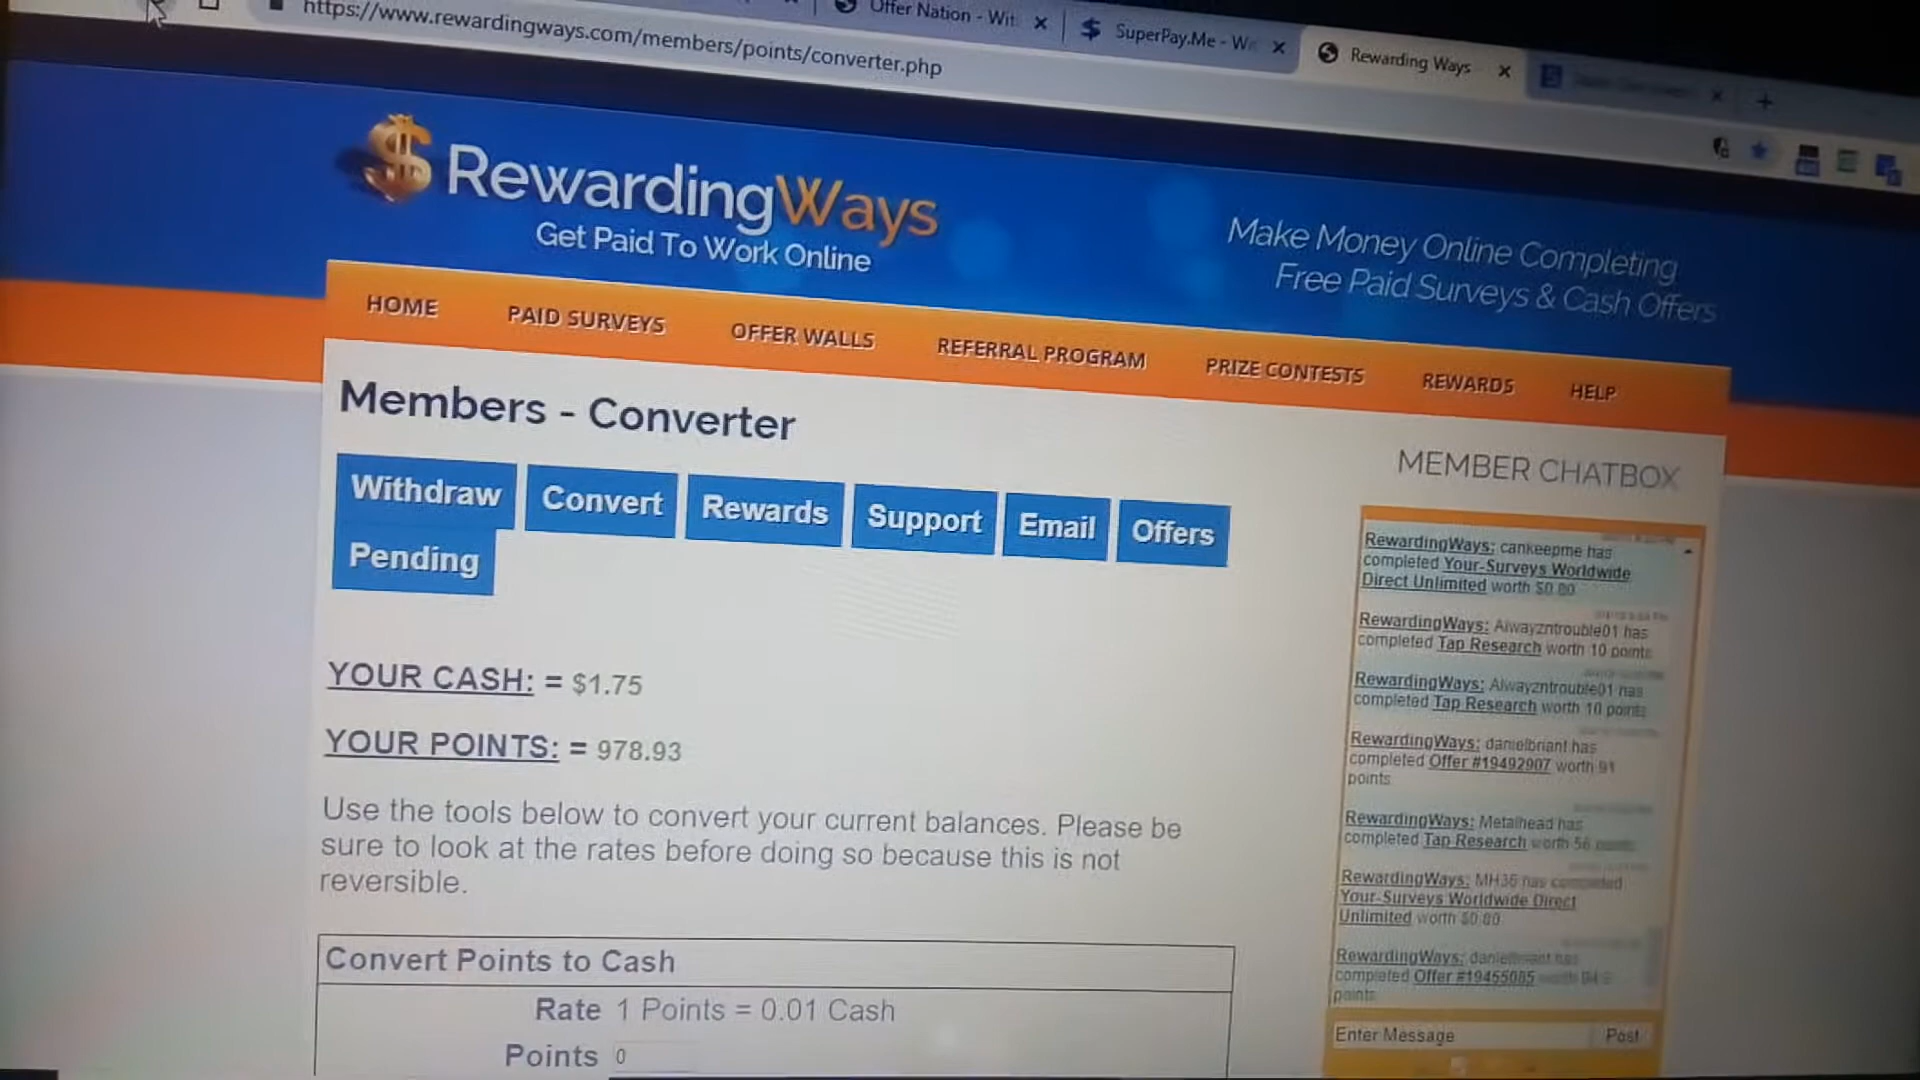 Offer Nation - Wit
SuperPay.Me - W
Rewarding Ways
https://www.rewardingways.com/members/points/converter.php
$ RewardingWays
Get Paid To Work Online
Make Money Online Completing
Free Paid Surveys & Cash Offers
HOME
PAID SURVEYS
OFFER WALLS
REFERRAL PROGRAM
PRIZE CONTESTS
REWARDS
HELP
Members - Converter
Withdraw
Convert
Rewards
Support
Email
Offers
Pending
YOUR CASH: = $1.75
YOUR POINTS: = 978.93
Use the tools below to convert your current balances. Please be
sure to look at the rates before doing so because this is not
reversible.
Convert Points to Cash
Rate 1 Points = 0.01 Cash
Points 0
MEMBER CHATBOX
RewardingWays: cankeepme has
completed Your-Surveys Worldwide
Direct Unlimited worth $0.80
RewardingWays: Alwayzntrouble01 has
completed Tap Research worth 10 points
RewardingWays: Alwayzntrouble01 has
completed Tap Research worth 10 points
RewardingWays: danielbriant has
completed Offer #19492907 worth 91
points
RewardingWays: Metalhead has
completed Tap Research worth 56 points
RewardingWays: MH36 has completed
Your-Surveys Worldwide Direct
Unlimited worth $0.80
RewardingWays: danielbriant has
completed Offer #19455085 worth
points
Enter Message
Post